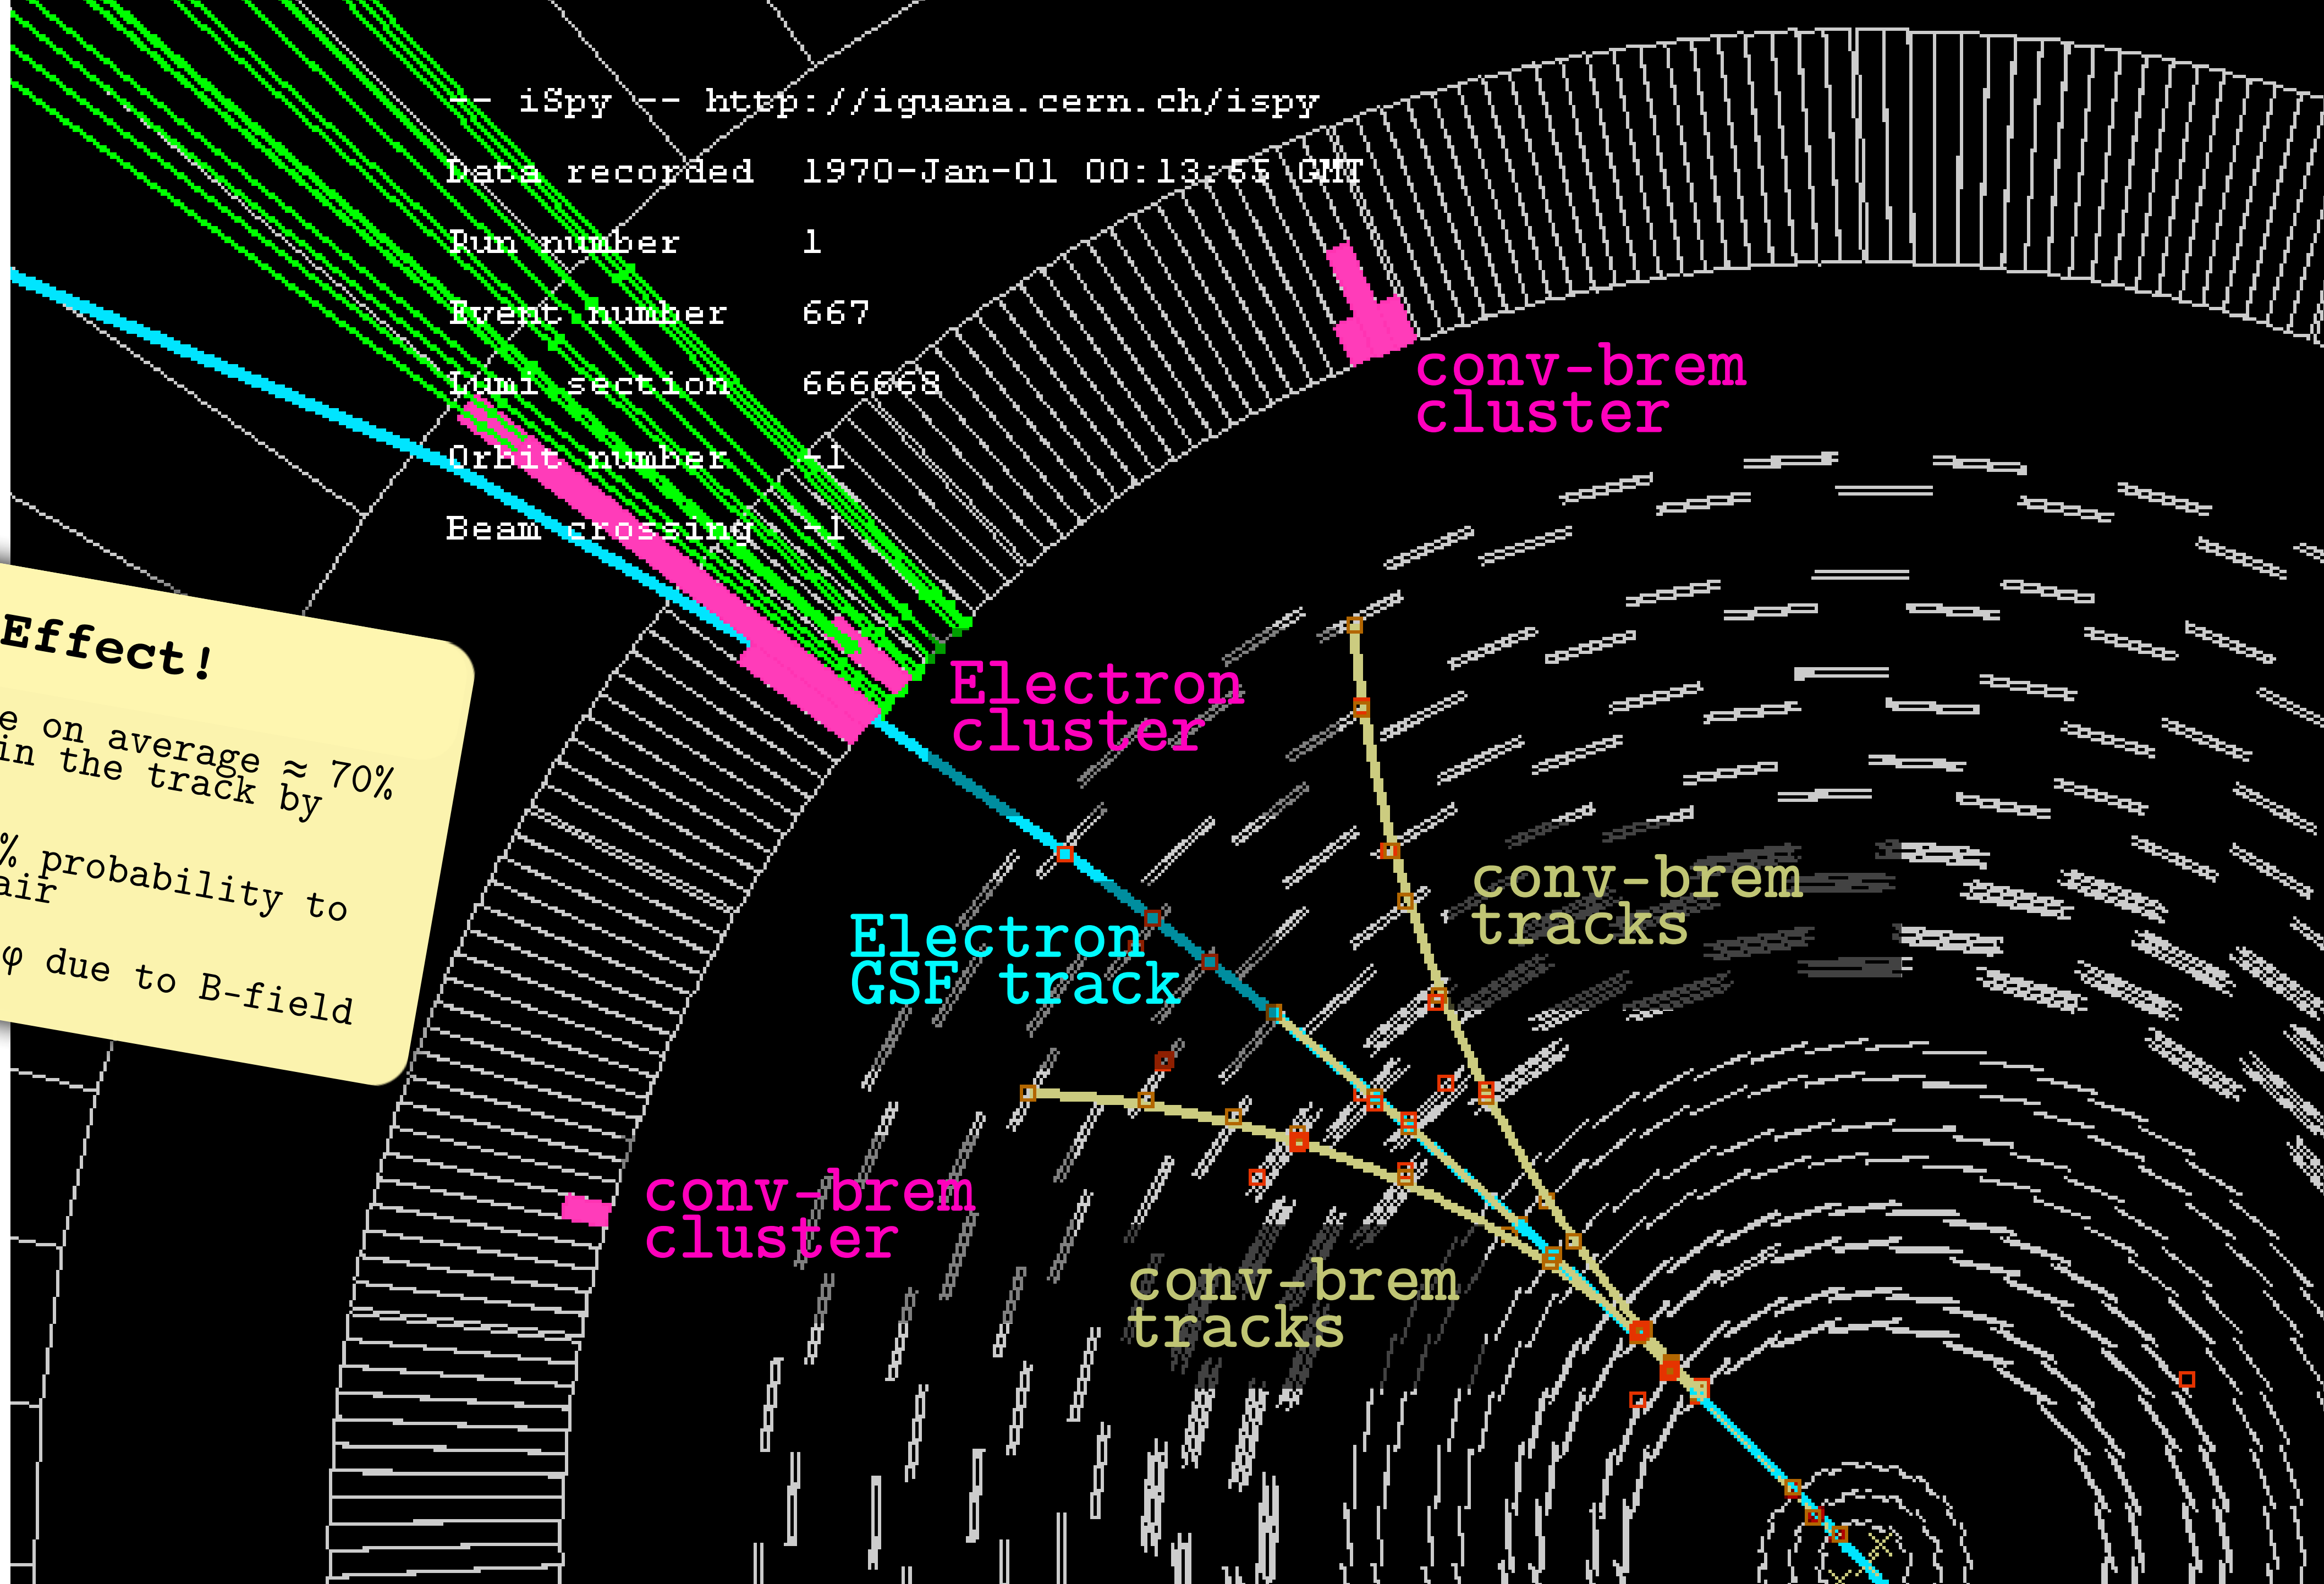 -- iSpy -- http://iguana.cern.ch/ispy
Data recorded 1970-Jan-01 00:13:55 GMT
Run number 1
Event number 667
Lumi section 666668
Orbit number -1
Beam crossing -1
conv-brem
cluster
Effect!
e on average ≈ 70%
in the track by
% probability to
air
φ due to B-field
Electron
cluster
conv-brem
tracks
Electron
GSF track
conv-brem
cluster
conv-brem
tracks